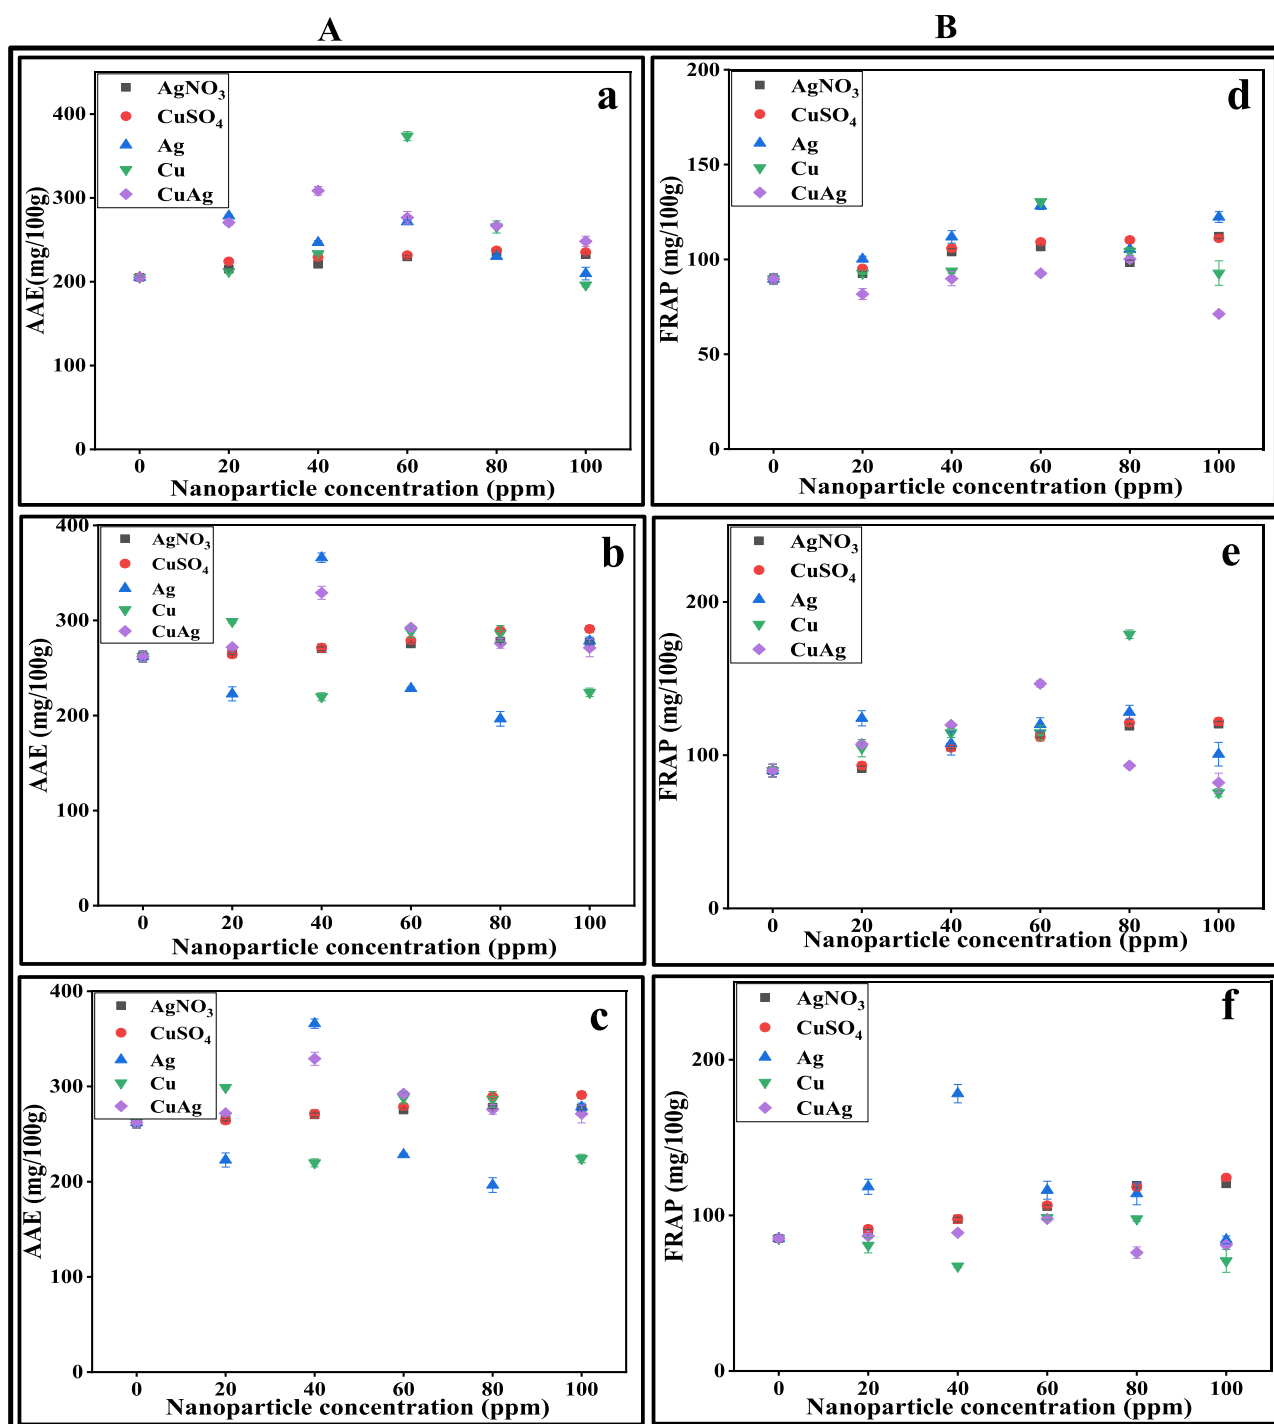 A
B
AgNO3
CuSO4
Ag
Cu
CuAg
a
AAE(mg/100g)
400
300
200
100
0
0 20 40 60 80 100
Nanoparticle concentration (ppm)
AgNO3
CuSO4
Ag
Cu
CuAg
d
FRAP (mg/100g)
200
150
100
50
0
0 20 40 60 80 100
Nanoparticle concentration (ppm)
AgNO3
CuSO4
Ag
Cu
CuAg
b
AAE (mg/100g)
400
300
200
100
0
0 20 40 60 80 100
Nanoparticle concentration (ppm)
AgNO3
CuSO4
Ag
Cu
CuAg
e
FRAP (mg/100g)
200
100
0
0 20 40 60 80 100
Nanoparticle concentration (ppm)
AgNO3
CuSO4
Ag
Cu
CuAg
c
AAE (mg/100g)
400
300
200
100
0
0 20 40 60 80 100
Nanoparticle concentration (ppm)
AgNO3
CuSO4
Ag
Cu
CuAg
f
FRAP (mg/100g)
200
100
0
0 20 40 60 80 100
Nanoparticle concentration (ppm)